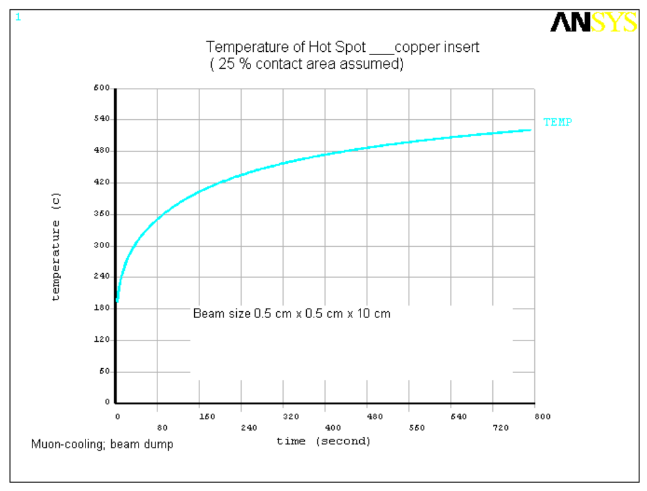 1
ANSYS
Temperature of Hot Spot ___copper insert
( 25 % contact area assumed)
600
540
480
420
360
300
240
180
120
60
0
temperature (c)
TEMP
Beam size 0.5 cm x 0.5 cm x 10 cm
0
80
160
240
320
400
480
560
640
720
800
time (second)
Muon-cooling; beam dump